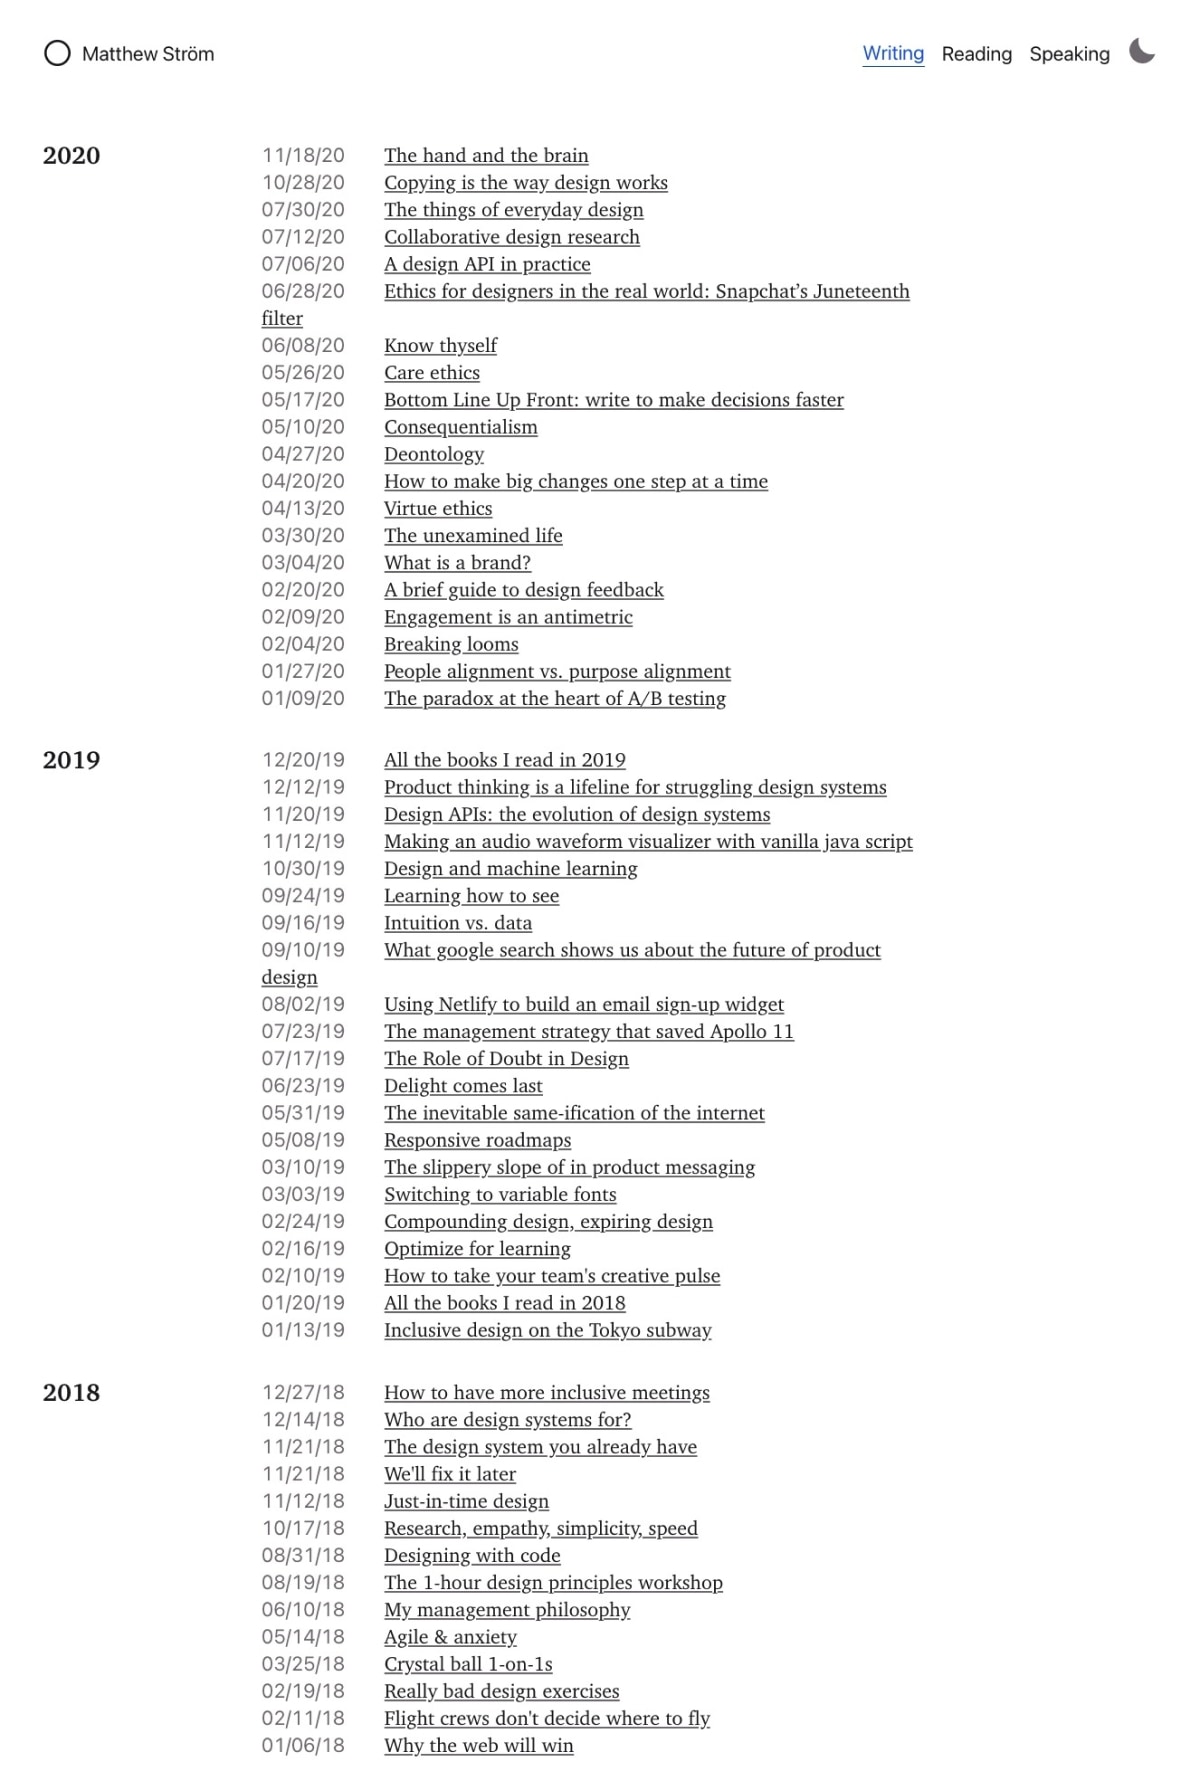 Matthew Ström
Writing Reading Speaking
2020
11/18/20 The hand and the brain
10/28/20 Copying is the way design works
07/30/20 The things of everyday design
07/12/20 Collaborative design research
07/06/20 A design API in practice
06/28/20 Ethics for designers in the real world: Snapchat’s Juneteenth
filter
06/08/20 Know thyself
05/26/20 Care ethics
05/17/20 Bottom Line Up Front: write to make decisions faster
05/10/20 Consequentialism
04/27/20 Deontology
04/20/20 How to make big changes one step at a time
04/13/20 Virtue ethics
03/30/20 The unexamined life
03/04/20 What is a brand?
02/20/20 A brief guide to design feedback
02/09/20 Engagement is an antimetric
02/04/20 Breaking looms
01/27/20 People alignment vs. purpose alignment
01/09/20 The paradox at the heart of A/B testing
2019
12/20/19 All the books I read in 2019
12/12/19 Product thinking is a lifeline for struggling design systems
11/20/19 Design APIs: the evolution of design systems
11/12/19 Making an audio waveform visualizer with vanilla java script
10/30/19 Design and machine learning
09/24/19 Learning how to see
09/16/19 Intuition vs. data
09/10/19 What google search shows us about the future of product
design
08/02/19 Using Netlify to build an email sign-up widget
07/23/19 The management strategy that saved Apollo 11
07/17/19 The Role of Doubt in Design
06/23/19 Delight comes last
05/31/19 The inevitable same-ification of the internet
05/08/19 Responsive roadmaps
03/10/19 The slippery slope of in product messaging
03/03/19 Switching to variable fonts
02/24/19 Compounding design, expiring design
02/16/19 Optimize for learning
02/10/19 How to take your team's creative pulse
01/20/19 All the books I read in 2018
01/13/19 Inclusive design on the Tokyo subway
2018
12/27/18 How to have more inclusive meetings
12/14/18 Who are design systems for?
11/21/18 The design system you already have
11/21/18 We'll fix it later
11/12/18 Just-in-time design
10/17/18 Research, empathy, simplicity, speed
08/31/18 Designing with code
08/19/18 The 1-hour design principles workshop
06/10/18 My management philosophy
05/14/18 Agile & anxiety
03/25/18 Crystal ball 1-on-1s
02/19/18 Really bad design exercises
02/11/18 Flight crews don't decide where to fly
01/06/18 Why the web will win